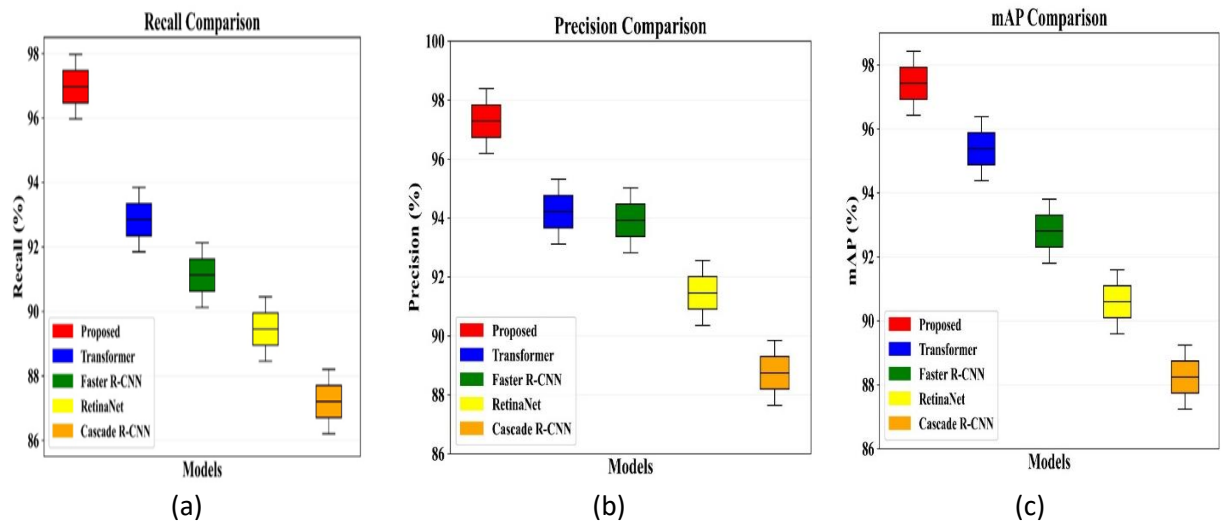 Recall Comparison
Recall (%)
98
96
94
92
90
88
86
Proposed
Transformer
Faster R-CNN
RetinaNet
Cascade R-CNN
Models
(a)
Precision Comparison
Precision (%)
100
98
96
94
92
90
88
86
Proposed
Transformer
Faster R-CNN
RetinaNet
Cascade R-CNN
Models
(b)
mAP Comparison
mAP (%)
98
96
94
92
90
88
86
Proposed
Transformer
Faster R-CNN
RetinaNet
Cascade R-CNN
Models
(c)